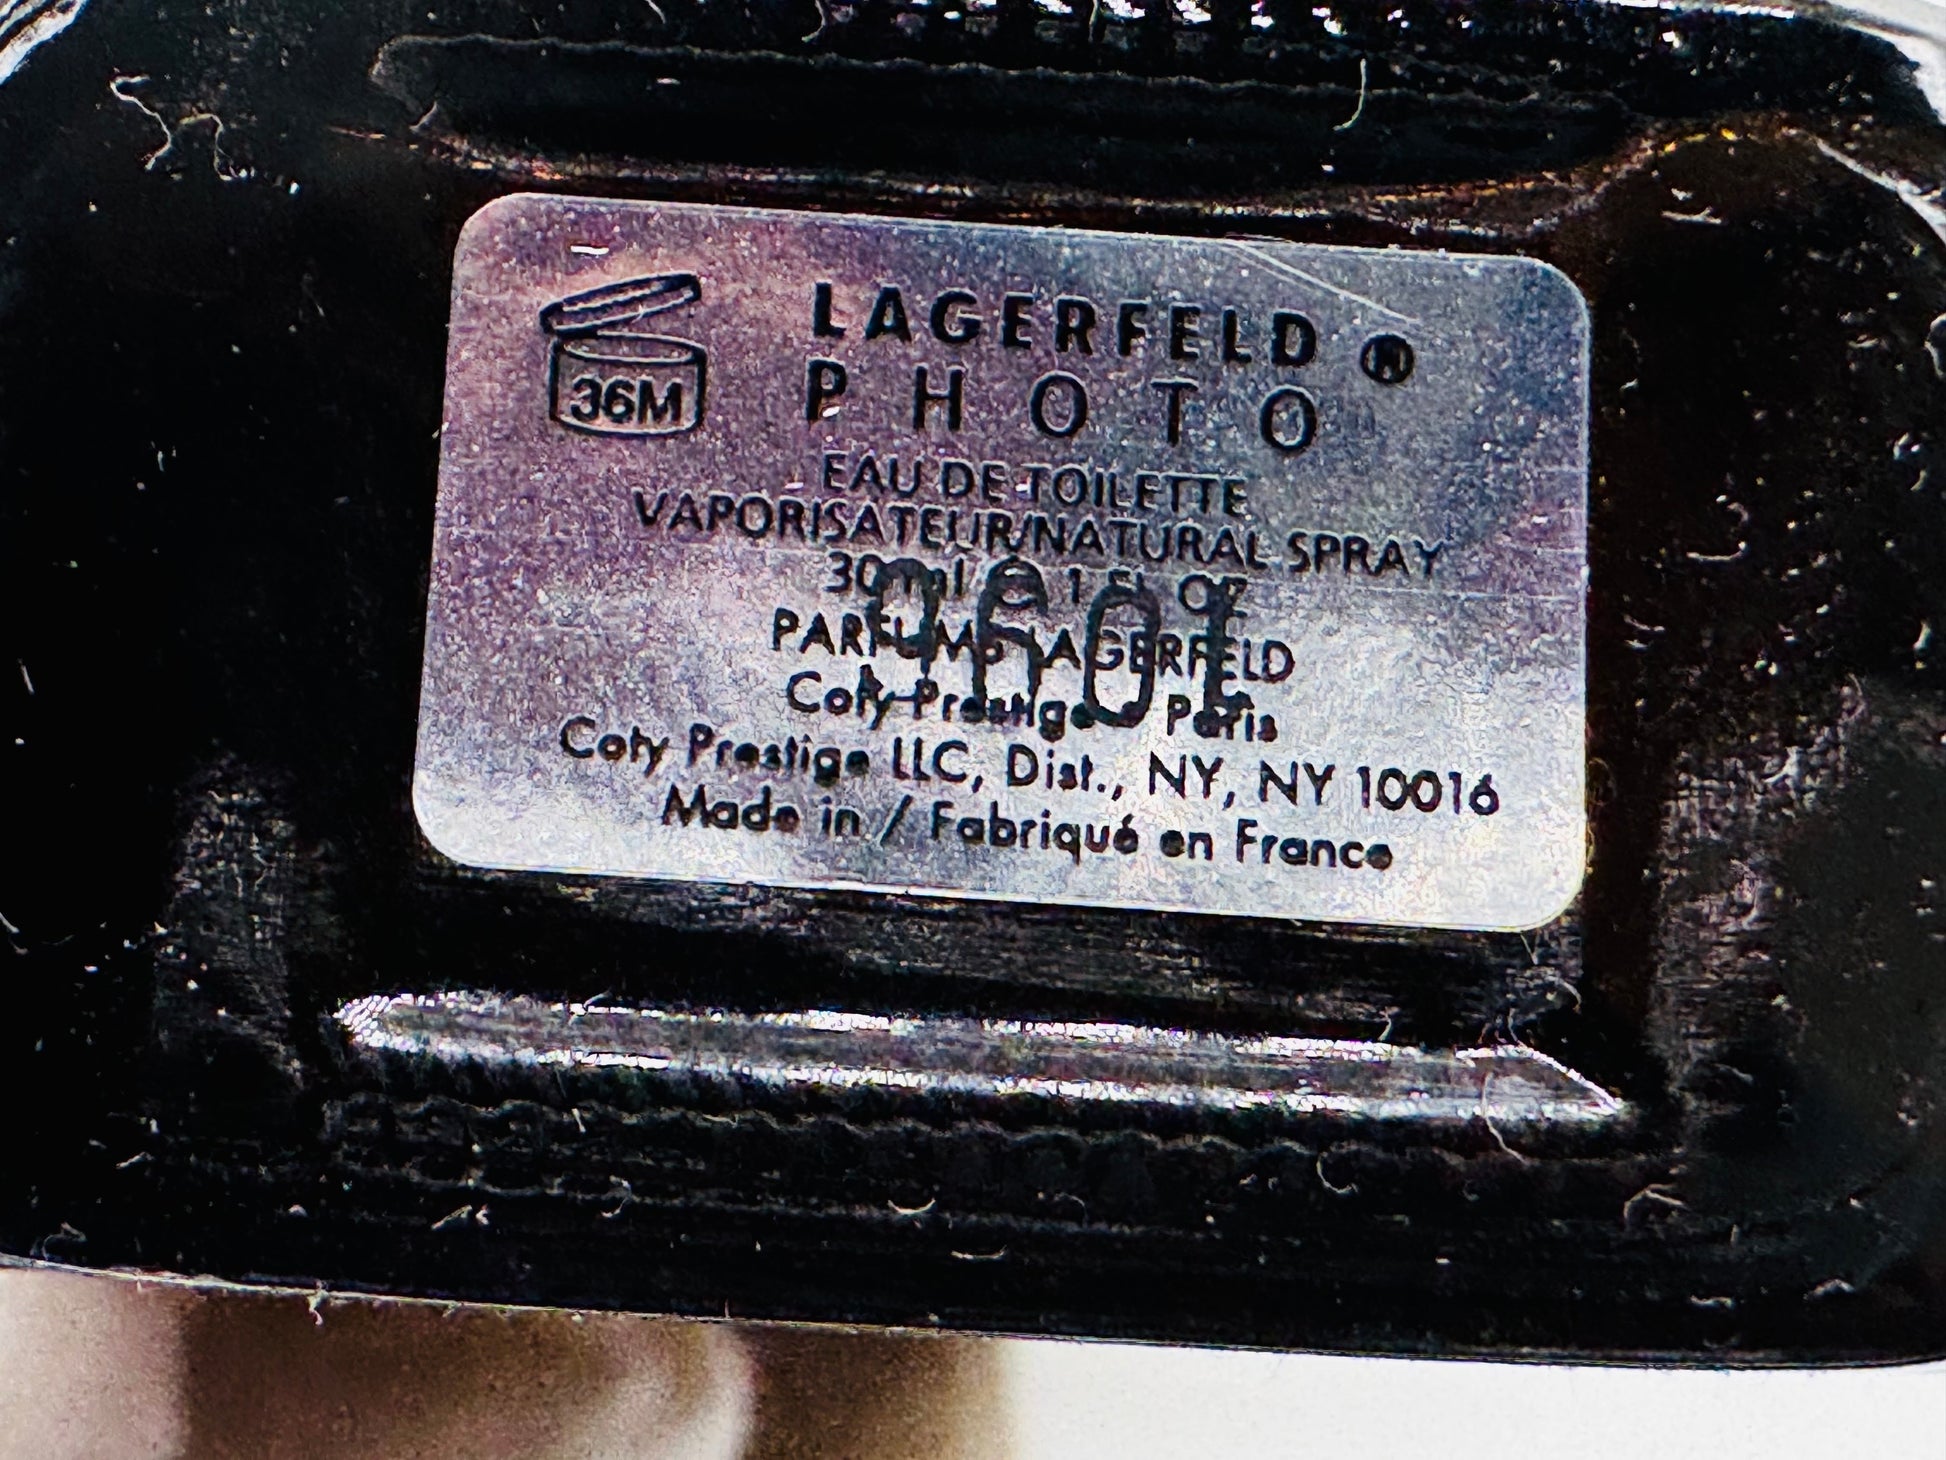 LAGERFELD ®
PHOTO
36M
EAU DE TOILETTE
VAPORISATEUR/NATURAL SPRAY
30 ml ℮ 1 FL OZ
PARFUMS LAGERFELD
Coty Prestige - Paris
Coty Prestige LLC, Dist., NY, NY 10016
Made in / Fabriqué en France